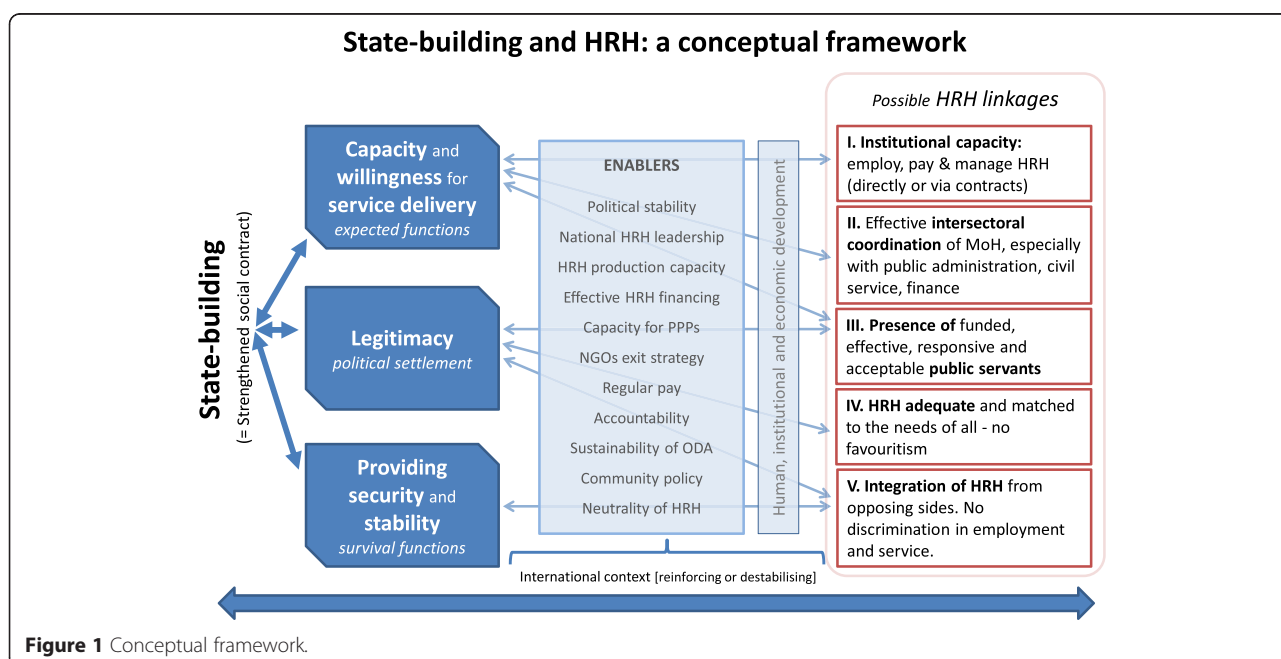 State-building and HRH: a conceptual framework
State-building
(= Strengthened social contract)
Capacity and
willingness for
service delivery
expected functions
Legitimacy
political settlement
Providing
security and
stability
survival functions
ENABLERS
Political stability
National HRH leadership
HRH production capacity
Effective HRH financing
Capacity for PPPs
NGOs exit strategy
Regular pay
Accountability
Sustainability of ODA
Community policy
Neutrality of HRH
Human, institutional and economic development
Possible HRH linkages
I. Institutional capacity:
employ, pay & manage HRH
(directly or via contracts)
II. Effective intersectoral
coordination of MoH, especially
with public administration, civil
service, finance
III. Presence of funded,
effective, responsive and
acceptable public servants
IV. HRH adequate and matched
to the needs of all - no
favouritism
V. Integration of HRH from
opposing sides. No
discrimination in employment
and service.
International context [reinforcing or destabilising]
Figure 1 Conceptual framework.